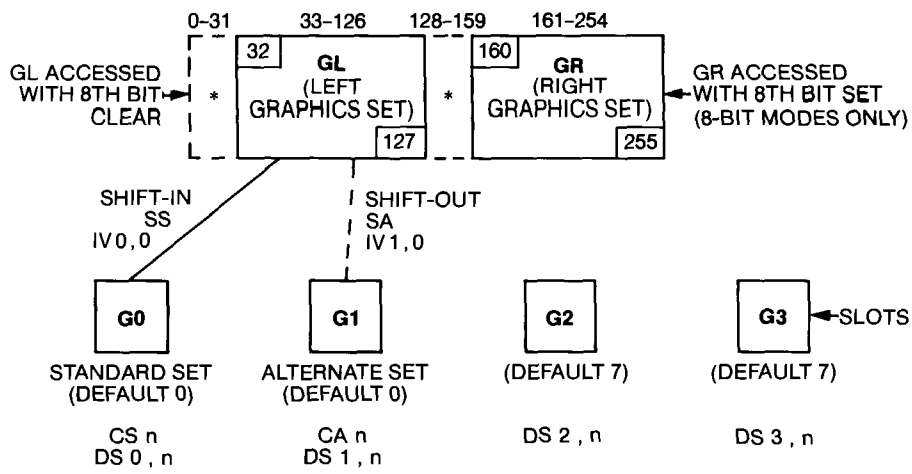 0–31 33–126 128–159 161–254
32 GL 160 GR
GL ACCESSED (LEFT (RIGHT GR ACCESSED
WITH 8TH BIT * GRAPHICS SET) * GRAPHICS SET) WITH 8TH BIT SET
CLEAR (8-BIT MODES ONLY)
127 255
SHIFT-IN SHIFT-OUT
SS SA
IV 0 , 0 IV 1 , 0
G0 G1 G2 G3 SLOTS
STANDARD SET ALTERNATE SET (DEFAULT 7) (DEFAULT 7)
(DEFAULT 0) (DEFAULT 0)
CS n CA n DS 2 , n DS 3 , n
DS 0 , n DS 1 , n